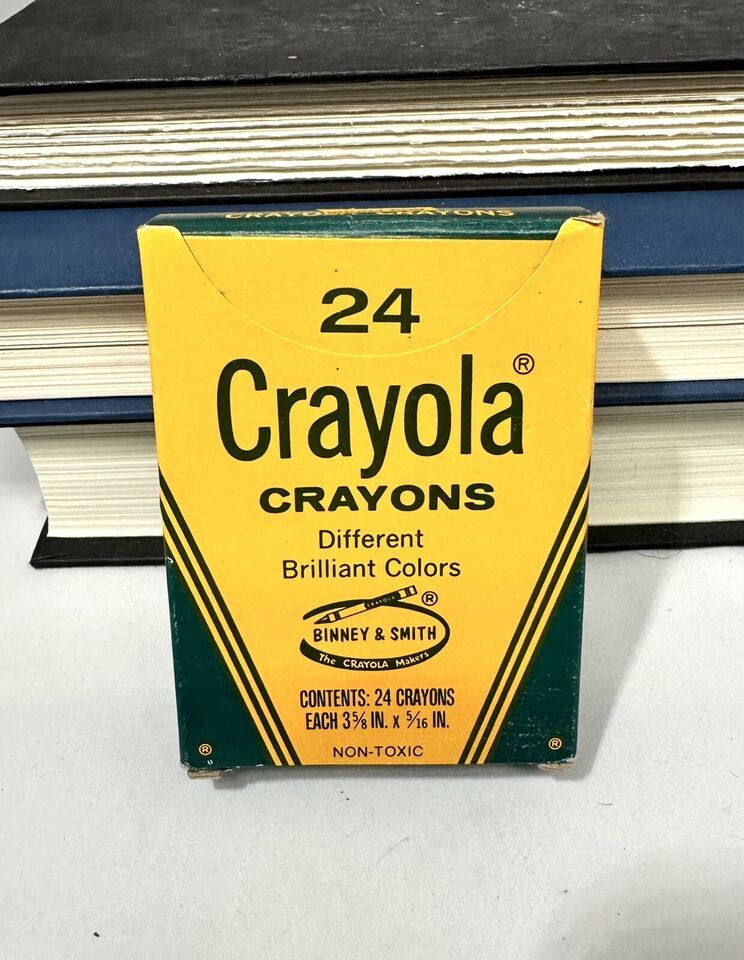 CRAYOLA CRAYONS
24
Crayola®
CRAYONS
Different
Brilliant Colors
CRAYOLA
®
BINNEY & SMITH
The CRAYOLA Makers
CONTENTS: 24 CRAYONS
EACH 3⅝ IN. x 5/16 IN.
NON-TOXIC
® ®